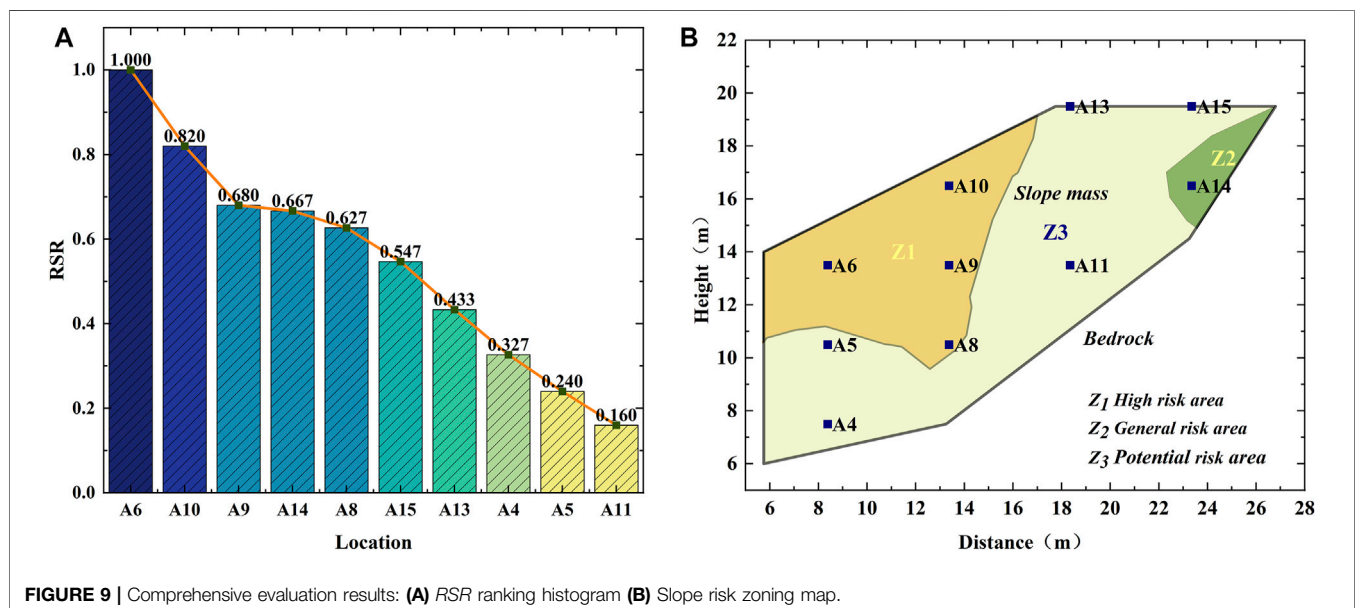 A
1.0
0.8
0.6
0.4
0.2
0.0
RSR
1.000
0.820
0.680
0.667
0.627
0.547
0.433
0.327
0.240
0.160
A6 A10 A9 A14 A8 A15 A13 A4 A5 A11
Location
B
22
20
18
16
14
12
10
8
6
Height（m）
A13
A15
Z2
A10
Slope mass
A14
Z1
Z3
A6
A9
A11
A5
A8
Bedrock
A4
Z1 High risk area
Z2 General risk area
Z3 Potential risk area
6 8 10 12 14 16 18 20 22 24 26 28
Distance（m）
FIGURE 9 | Comprehensive evaluation results: (A) RSR ranking histogram (B) Slope risk zoning map.